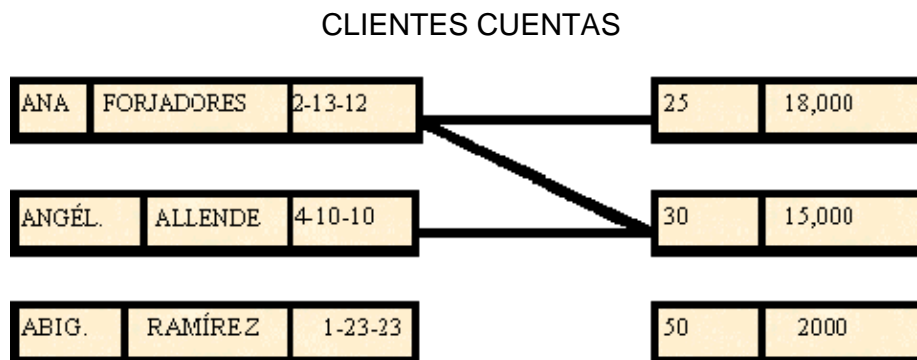 CLIENTES CUENTAS
ANA FORJADORES 2-13-12 25 18,000
ANGÉL. ALLENDE 4-10-10 30 15,000
ABIG. RAMÍREZ 1-23-23 50 2000